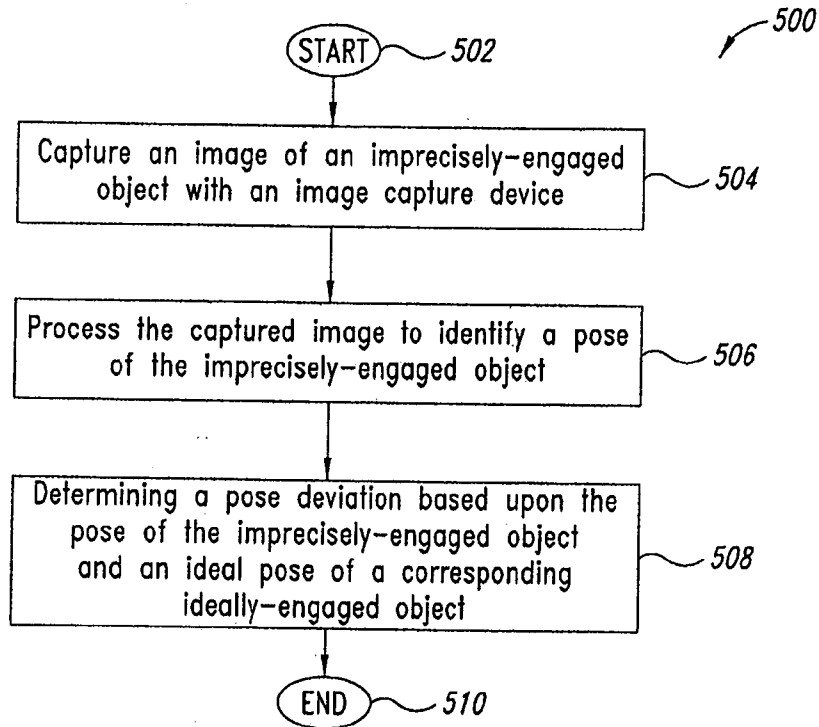 500
START 502
Capture an image of an imprecisely-engaged
object with an image capture device
504
Process the captured image to identify a pose
of the imprecisely-engaged object
506
Determining a pose deviation based upon the
pose of the imprecisely-engaged object
and an ideal pose of a corresponding
ideally-engaged object
508
END 510